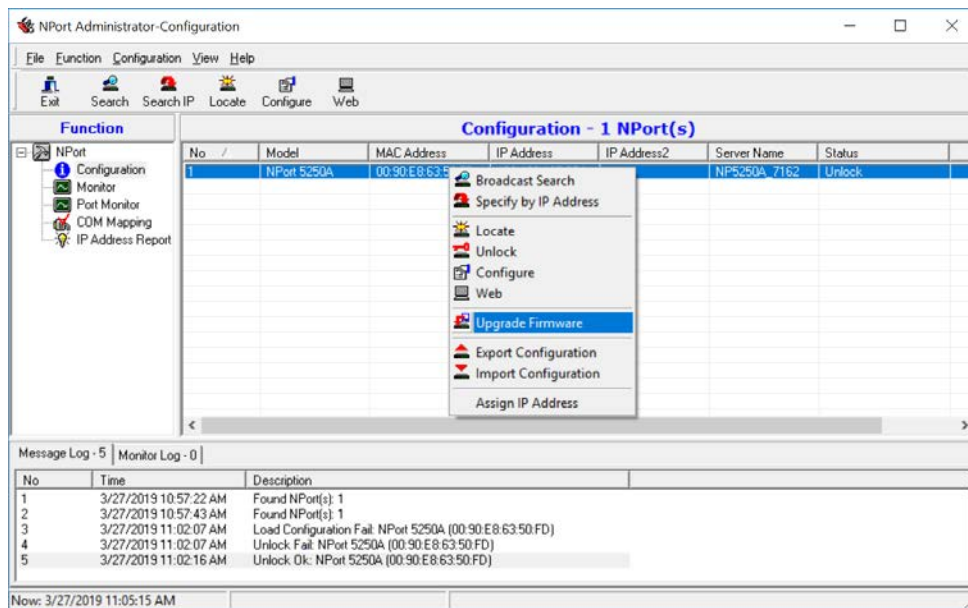 NPort Administrator-Configuration
File Function Configuration View Help
Exit Search Search IP Locate Configure Web
Function
Configuration - 1 NPort(s)
NPort
Configuration
Monitor
Port Monitor
COM Mapping
IP Address Report
No Model MAC Address IP Address IP Address2 Server Name Status
1 NPort 5250A 00:90:E8:63:5 NP5250A_7162 Unlock
Broadcast Search
Specify by IP Address
Locate
Unlock
Configure
Web
Upgrade Firmware
Export Configuration
Import Configuration
Assign IP Address
Message Log - 5 Monitor Log - 0
No Time Description
1 3/27/2019 10:57:22 AM Found NPort(s): 1
2 3/27/2019 10:57:43 AM Found NPort(s): 1
3 3/27/2019 11:02:07 AM Load Configuration Fail: NPort 5250A (00:90:E8:63:50:FD)
4 3/27/2019 11:02:07 AM Unlock Fail: NPort 5250A (00:90:E8:63:50:FD)
5 3/27/2019 11:02:16 AM Unlock Ok: NPort 5250A (00:90:E8:63:50:FD)
Now: 3/27/2019 11:05:15 AM